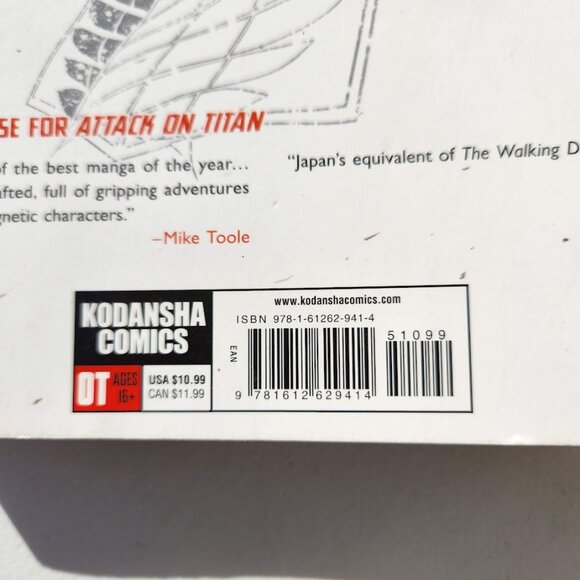 SE FOR ATTACK ON TITAN
of the best manga of the year…
afted, full of gripping adventures
gnetic characters.”
–Mike Toole
“Japan’s equivalent of The Walking D
KODANSHA
COMICS
OT AGES
16+
USA $10.99
CAN $11.99
www.kodanshacomics.com
ISBN 978-1-61262-941-4
51099
EAN
9 781612 629414